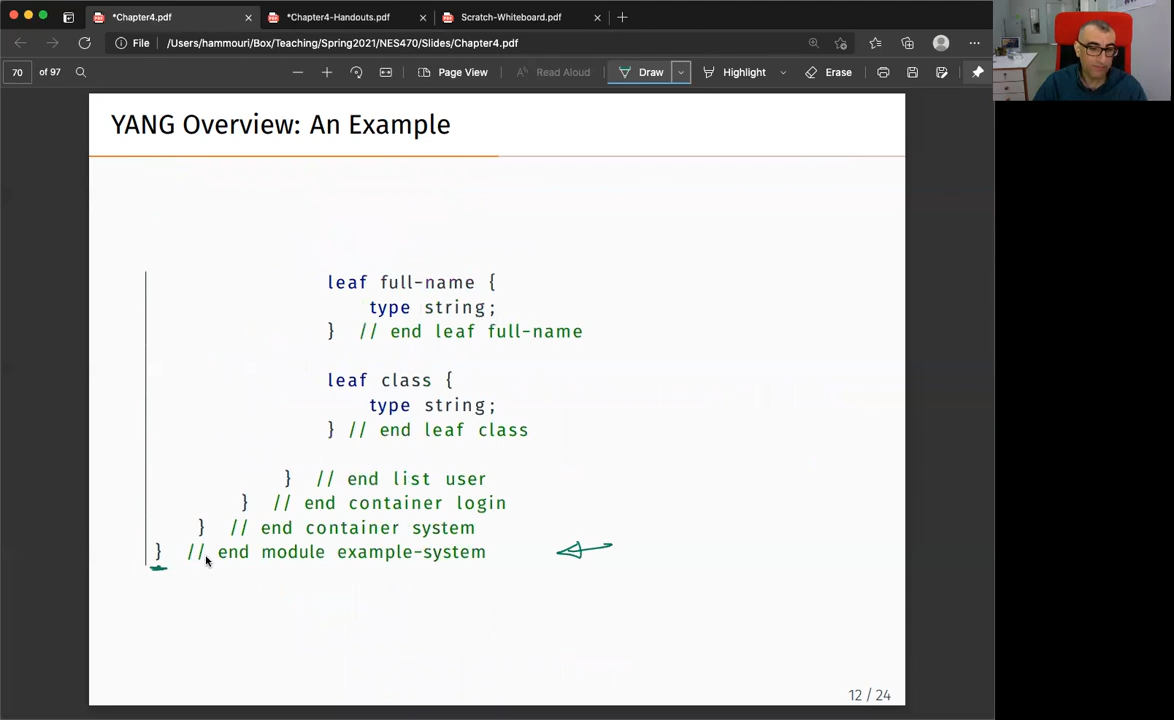 *Chapter4.pdf
*Chapter4-Handouts.pdf
Scratch-Whiteboard.pdf
File
/Users/hammouri/Box/Teaching/Spring2021/NES470/Slides/Chapter4.pdf
70 of 97
Page View
Read Aloud
Draw
Highlight
Erase
YANG Overview: An Example
leaf full-name {
type string;
} // end leaf full-name
leaf class {
type string;
} // end leaf class
} // end list user
} // end container login
} // end container system
} // end module example-system
12 / 24